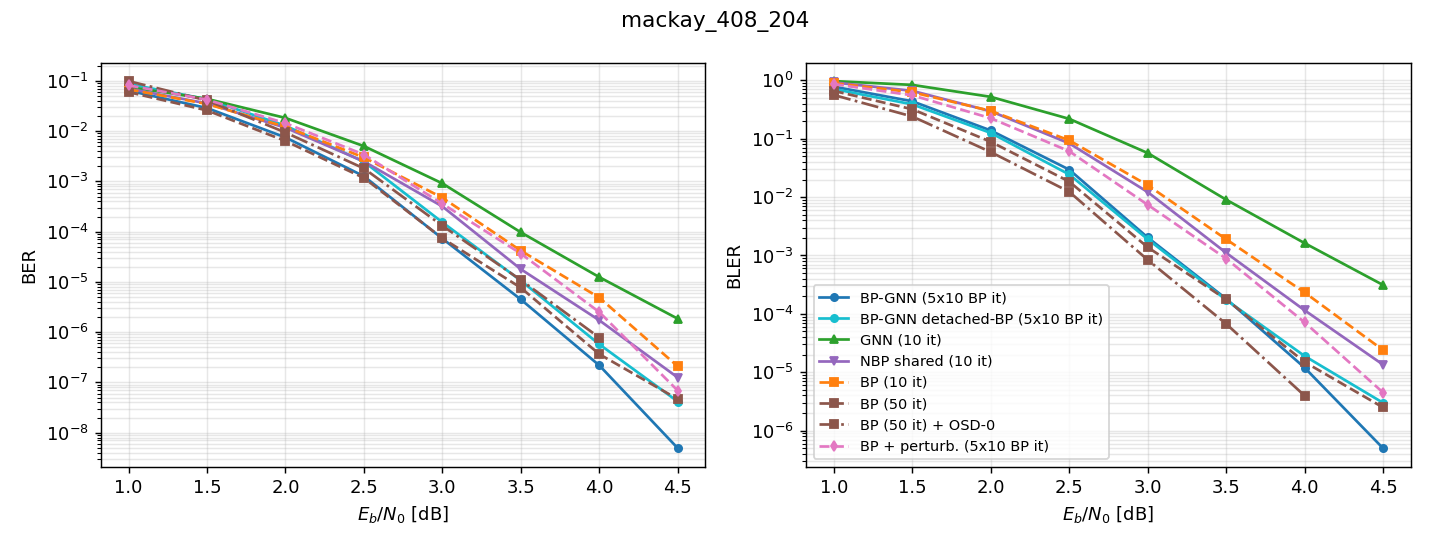 mackay_408_204
BER
10⁻¹
10⁻²
10⁻³
10⁻⁴
10⁻⁵
10⁻⁶
10⁻⁷
10⁻⁸
1.0 1.5 2.0 2.5 3.0 3.5 4.0 4.5
E_b/N_0 [dB]
BLER
10⁰
10⁻¹
10⁻²
10⁻³
10⁻⁴
10⁻⁵
10⁻⁶
BP-GNN (5x10 BP it)
BP-GNN detached-BP (5x10 BP it)
GNN (10 it)
NBP shared (10 it)
BP (10 it)
BP (50 it)
BP (50 it) + OSD-0
BP + perturb. (5x10 BP it)
1.0 1.5 2.0 2.5 3.0 3.5 4.0 4.5
E_b/N_0 [dB]